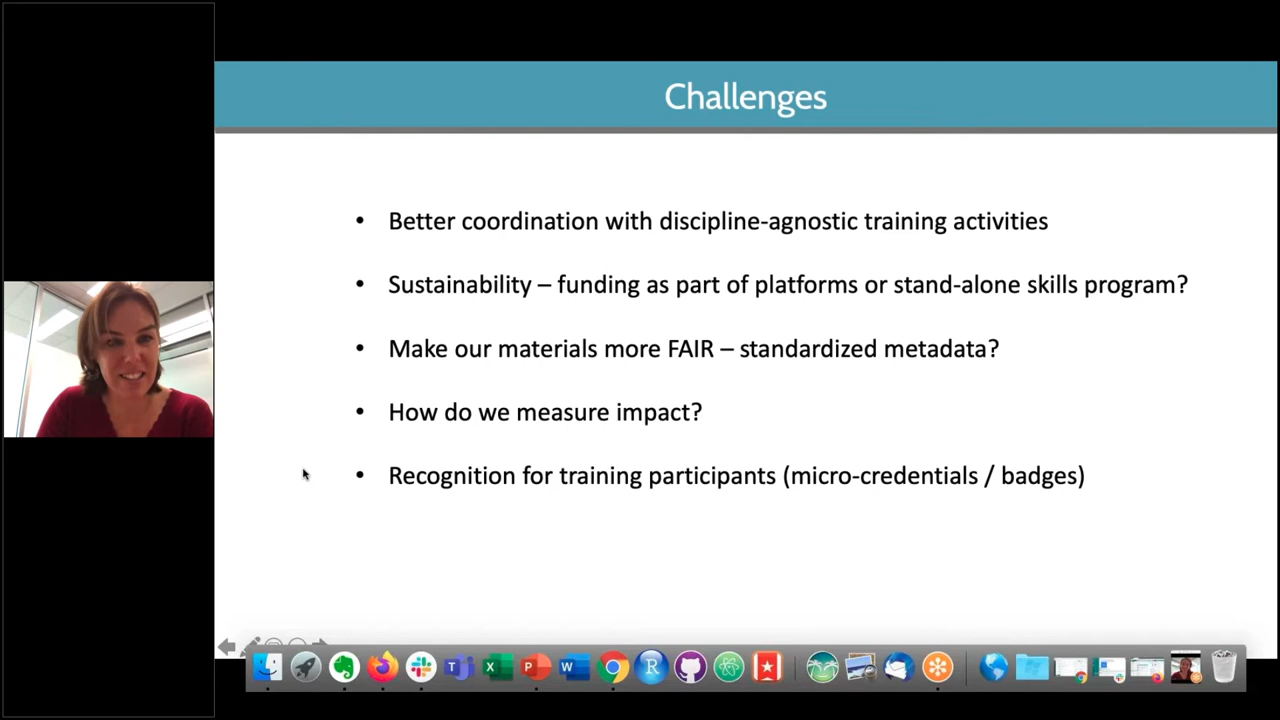 Challenges
• Better coordination with discipline-agnostic training activities
• Sustainability – funding as part of platforms or stand-alone skills program?
• Make our materials more FAIR – standardized metadata?
• How do we measure impact?
• Recognition for training participants (micro-credentials / badges)